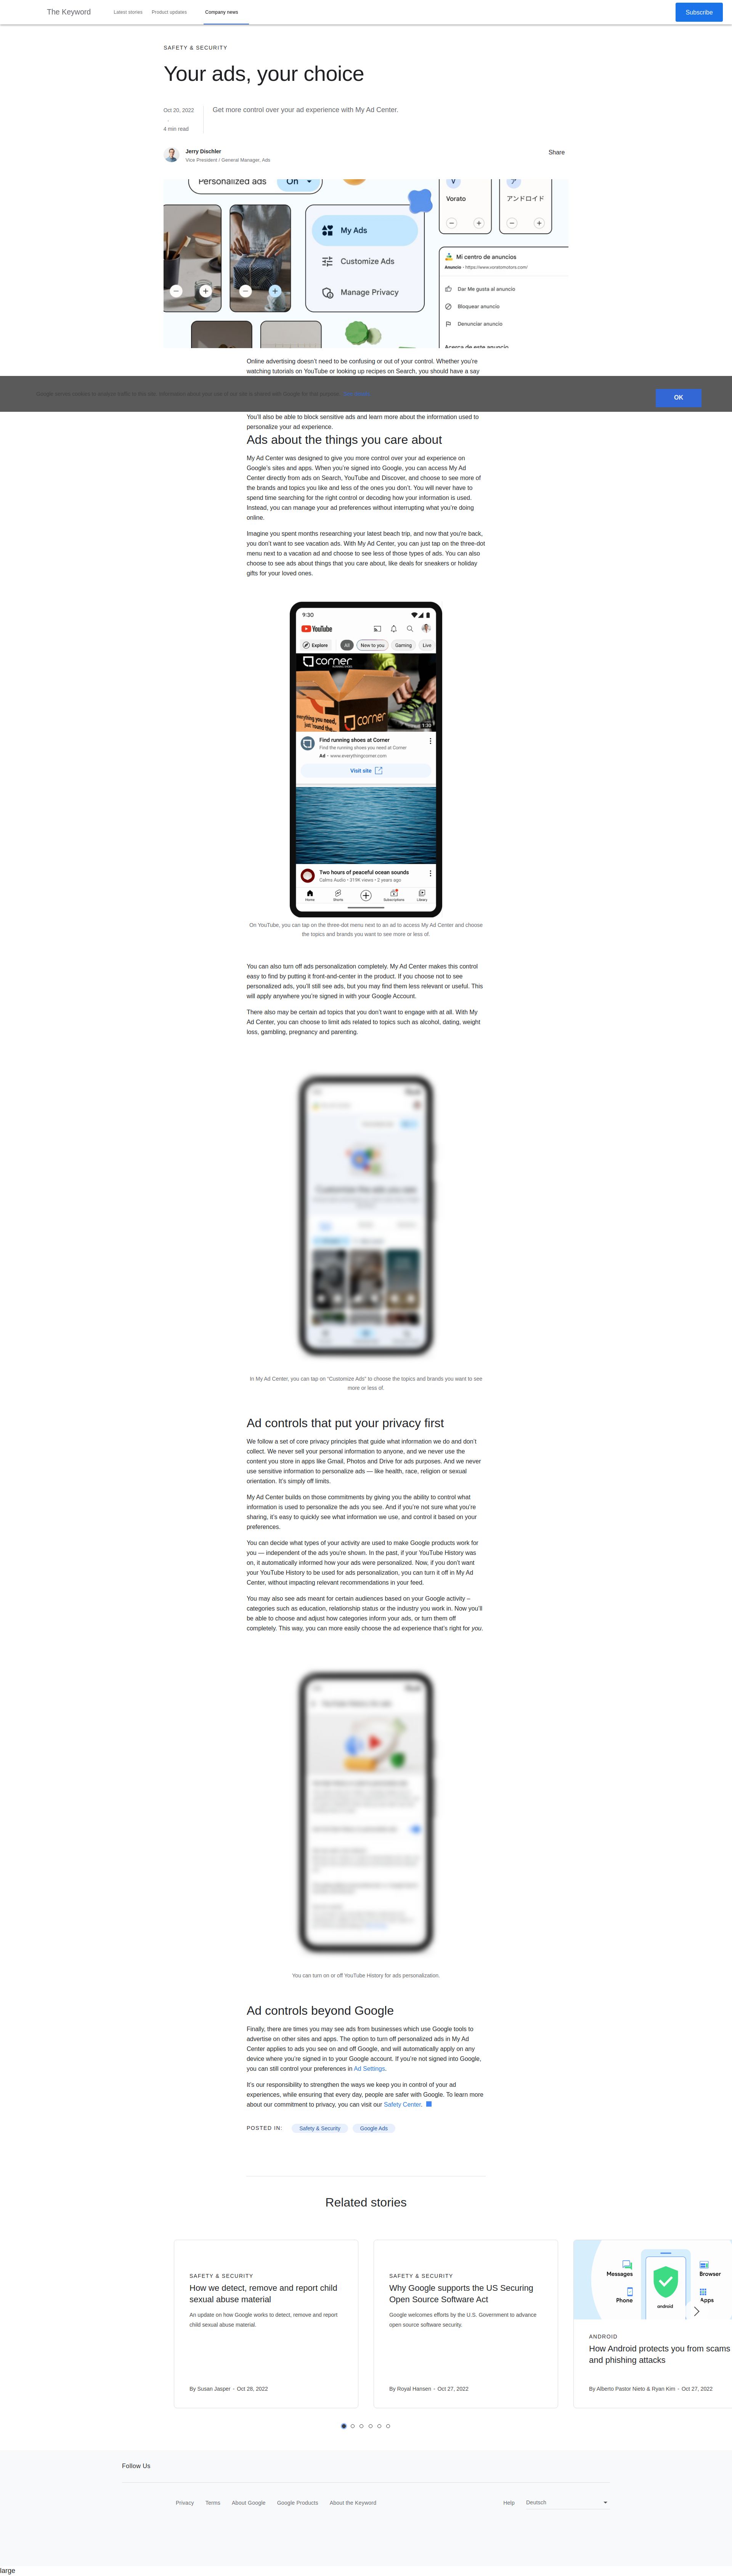 The Keyword
Latest stories
Product updates
Company news
Subscribe
SAFETY & SECURITY
Your ads, your choice
Oct 20, 2022
·
4 min read
Get more control over your ad experience with My Ad Center.
Jerry Dischler
Vice President / General Manager, Ads
Share
Personalized ads
On
My Ads
Customize Ads
Manage Privacy
V
Vorato
ア
アンドロイド
Mi centro de anuncios
Anuncio · https://www.voratomotors.com/
Dar Me gusta al anuncio
Bloquear anuncio
Denunciar anuncio
Acerca de este anuncio
Online advertising doesn’t need to be confusing or out of your control. Whether you’re
watching tutorials on YouTube or looking up recipes on Search, you should have a say
OK
You’ll also be able to block sensitive ads and learn more about the information used to
personalize your ad experience.
Ads about the things you care about
My Ad Center was designed to give you more control over your ad experience on
Google’s sites and apps. When you’re signed into Google, you can access My Ad
Center directly from ads on Search, YouTube and Discover, and choose to see more of
the brands and topics you like and less of the ones you don’t. You will never have to
spend time searching for the right control or decoding how your information is used.
Instead, you can manage your ad preferences without interrupting what you’re doing
online.
Imagine you spent months researching your latest beach trip, and now that you’re back,
you don’t want to see vacation ads. With My Ad Center, you can just tap on the three-dot
menu next to a vacation ad and choose to see less of those types of ads. You can also
choose to see ads about things that you care about, like deals for sneakers or holiday
gifts for your loved ones.
9:30
YouTube
Explore
All
New to you
Gaming
Live
corner
everything you need,
just 'round the
corner
1:33
Find running shoes at Corner
Find the running shoes you need at Corner
Ad · www.everythingcorner.com
Visit site
Two hours of peaceful ocean sounds
Calms Audio · 319K views · 2 years ago
Home
Shorts
Subscriptions
Library
On YouTube, you can tap on the three-dot menu next to an ad to access My Ad Center and choose
the topics and brands you want to see more or less of.
You can also turn off ads personalization completely. My Ad Center makes this control
easy to find by putting it front-and-center in the product. If you choose not to see
personalized ads, you’ll still see ads, but you may find them less relevant or useful. This
will apply anywhere you’re signed in with your Google Account.
There also may be certain ad topics that you don’t want to engage with at all. With My
Ad Center, you can choose to limit ads related to topics such as alcohol, dating, weight
loss, gambling, pregnancy and parenting.
In My Ad Center, you can tap on “Customize Ads” to choose the topics and brands you want to see
more or less of.
Ad controls that put your privacy first
We follow a set of core privacy principles that guide what information we do and don’t
collect. We never sell your personal information to anyone, and we never use the
content you store in apps like Gmail, Photos and Drive for ads purposes. And we never
use sensitive information to personalize ads — like health, race, religion or sexual
orientation. It’s simply off limits.
My Ad Center builds on those commitments by giving you the ability to control what
information is used to personalize the ads you see. And if you’re not sure what you’re
sharing, it’s easy to quickly see what information we use, and control it based on your
preferences.
You can decide what types of your activity are used to make Google products work for
you — independent of the ads you’re shown. In the past, if your YouTube History was
on, it automatically informed how your ads were personalized. Now, if you don’t want
your YouTube History to be used for ads personalization, you can turn it off in My Ad
Center, without impacting relevant recommendations in your feed.
You may also see ads meant for certain audiences based on your Google activity –
categories such as education, relationship status or the industry you work in. Now you’ll
be able to choose and adjust how categories inform your ads, or turn them off
completely. This way, you can more easily choose the ad experience that’s right for you.
You can turn on or off YouTube History for ads personalization.
Ad controls beyond Google
Finally, there are times you may see ads from businesses which use Google tools to
advertise on other sites and apps. The option to turn off personalized ads in My Ad
Center applies to ads you see on and off Google, and will automatically apply on any
device where you’re signed in to your Google account. If you’re not signed into Google,
you can still control your preferences in Ad Settings.
It’s our responsibility to strengthen the ways we keep you in control of your ad
experiences, while ensuring that every day, people are safer with Google. To learn more
about our commitment to privacy, you can visit our Safety Center.
POSTED IN:
Safety & Security
Google Ads
Related stories
SAFETY & SECURITY
How we detect, remove and report child
sexual abuse material
An update on how Google works to detect, remove and report
child sexual abuse material.
By Susan Jasper · Oct 28, 2022
SAFETY & SECURITY
Why Google supports the US Securing
Open Source Software Act
Google welcomes efforts by the U.S. Government to advance
open source software security.
By Royal Hansen · Oct 27, 2022
Messages
Browser
Phone
Apps
android
ANDROID
How Android protects you from scams
and phishing attacks
By Alberto Pastor Nieto & Ryan Kim · Oct 27, 2022
Follow Us
Privacy
Terms
About Google
Google Products
About the Keyword
Help
Deutsch
large